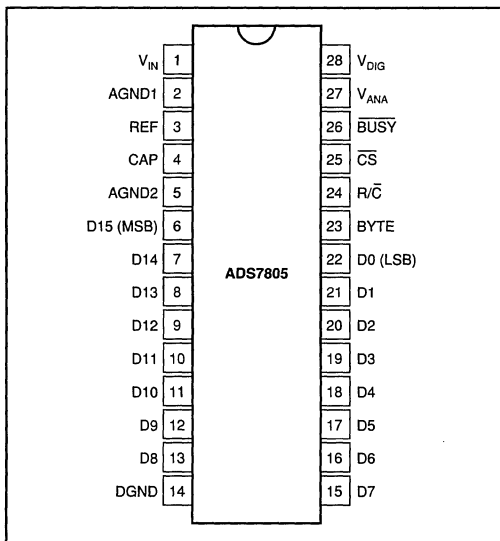 V_IN 1 28 V_DIG
AGND1 2 27 V_ANA
REF 3 26 B̅U̅S̅Y̅
CAP 4 25 C̅S̅
AGND2 5 24 R/C̅
D15 (MSB) 6 23 BYTE
D14 7 22 D0 (LSB)
ADS7805
D13 8 21 D1
D12 9 20 D2
D11 10 19 D3
D10 11 18 D4
D9 12 17 D5
D8 13 16 D6
DGND 14 15 D7